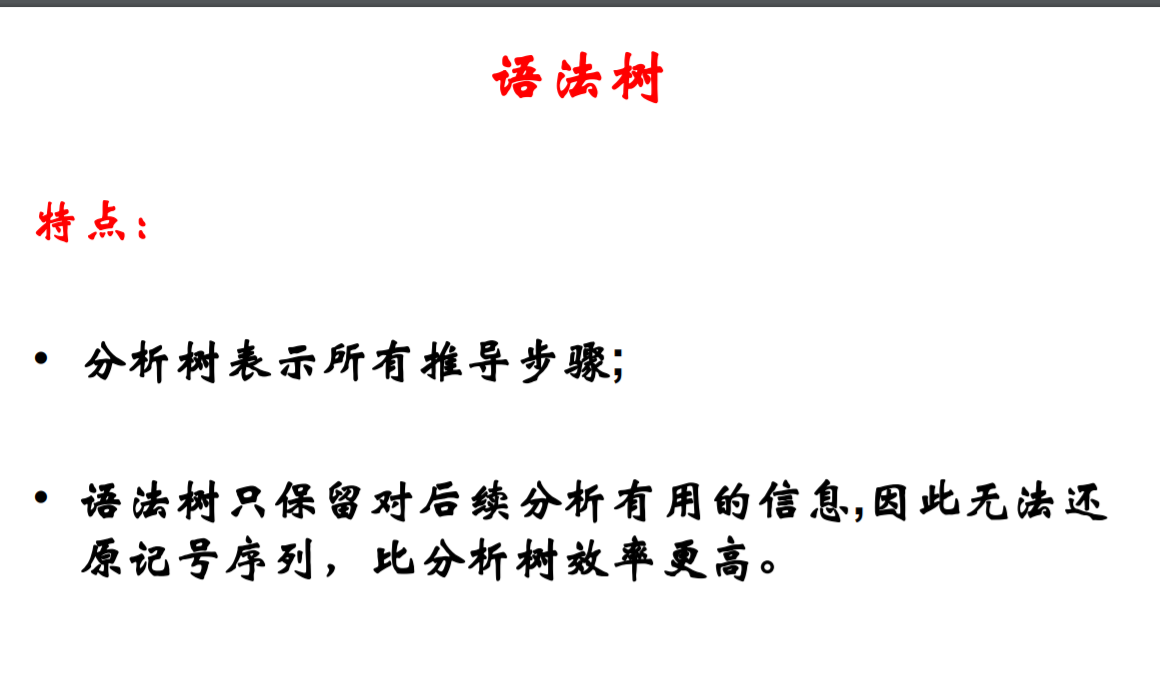 语法树
特点：
• 分析树表示所有推导步骤;
• 语法树只保留对后续分析有用的信息,因此无法还
原记号序列，比分析树效率更高。